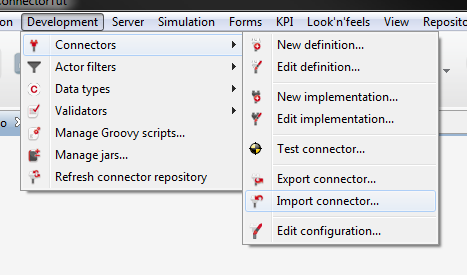 Development Server Simulation Forms KPI Look'n'feels View
Connectors
Actor filters
Data types
Validators
Manage Groovy scripts...
Manage jars...
Refresh connector repository
New definition...
Edit definition...
New implementation...
Edit implementation...
Test connector...
Export connector...
Import connector...
Edit configuration...